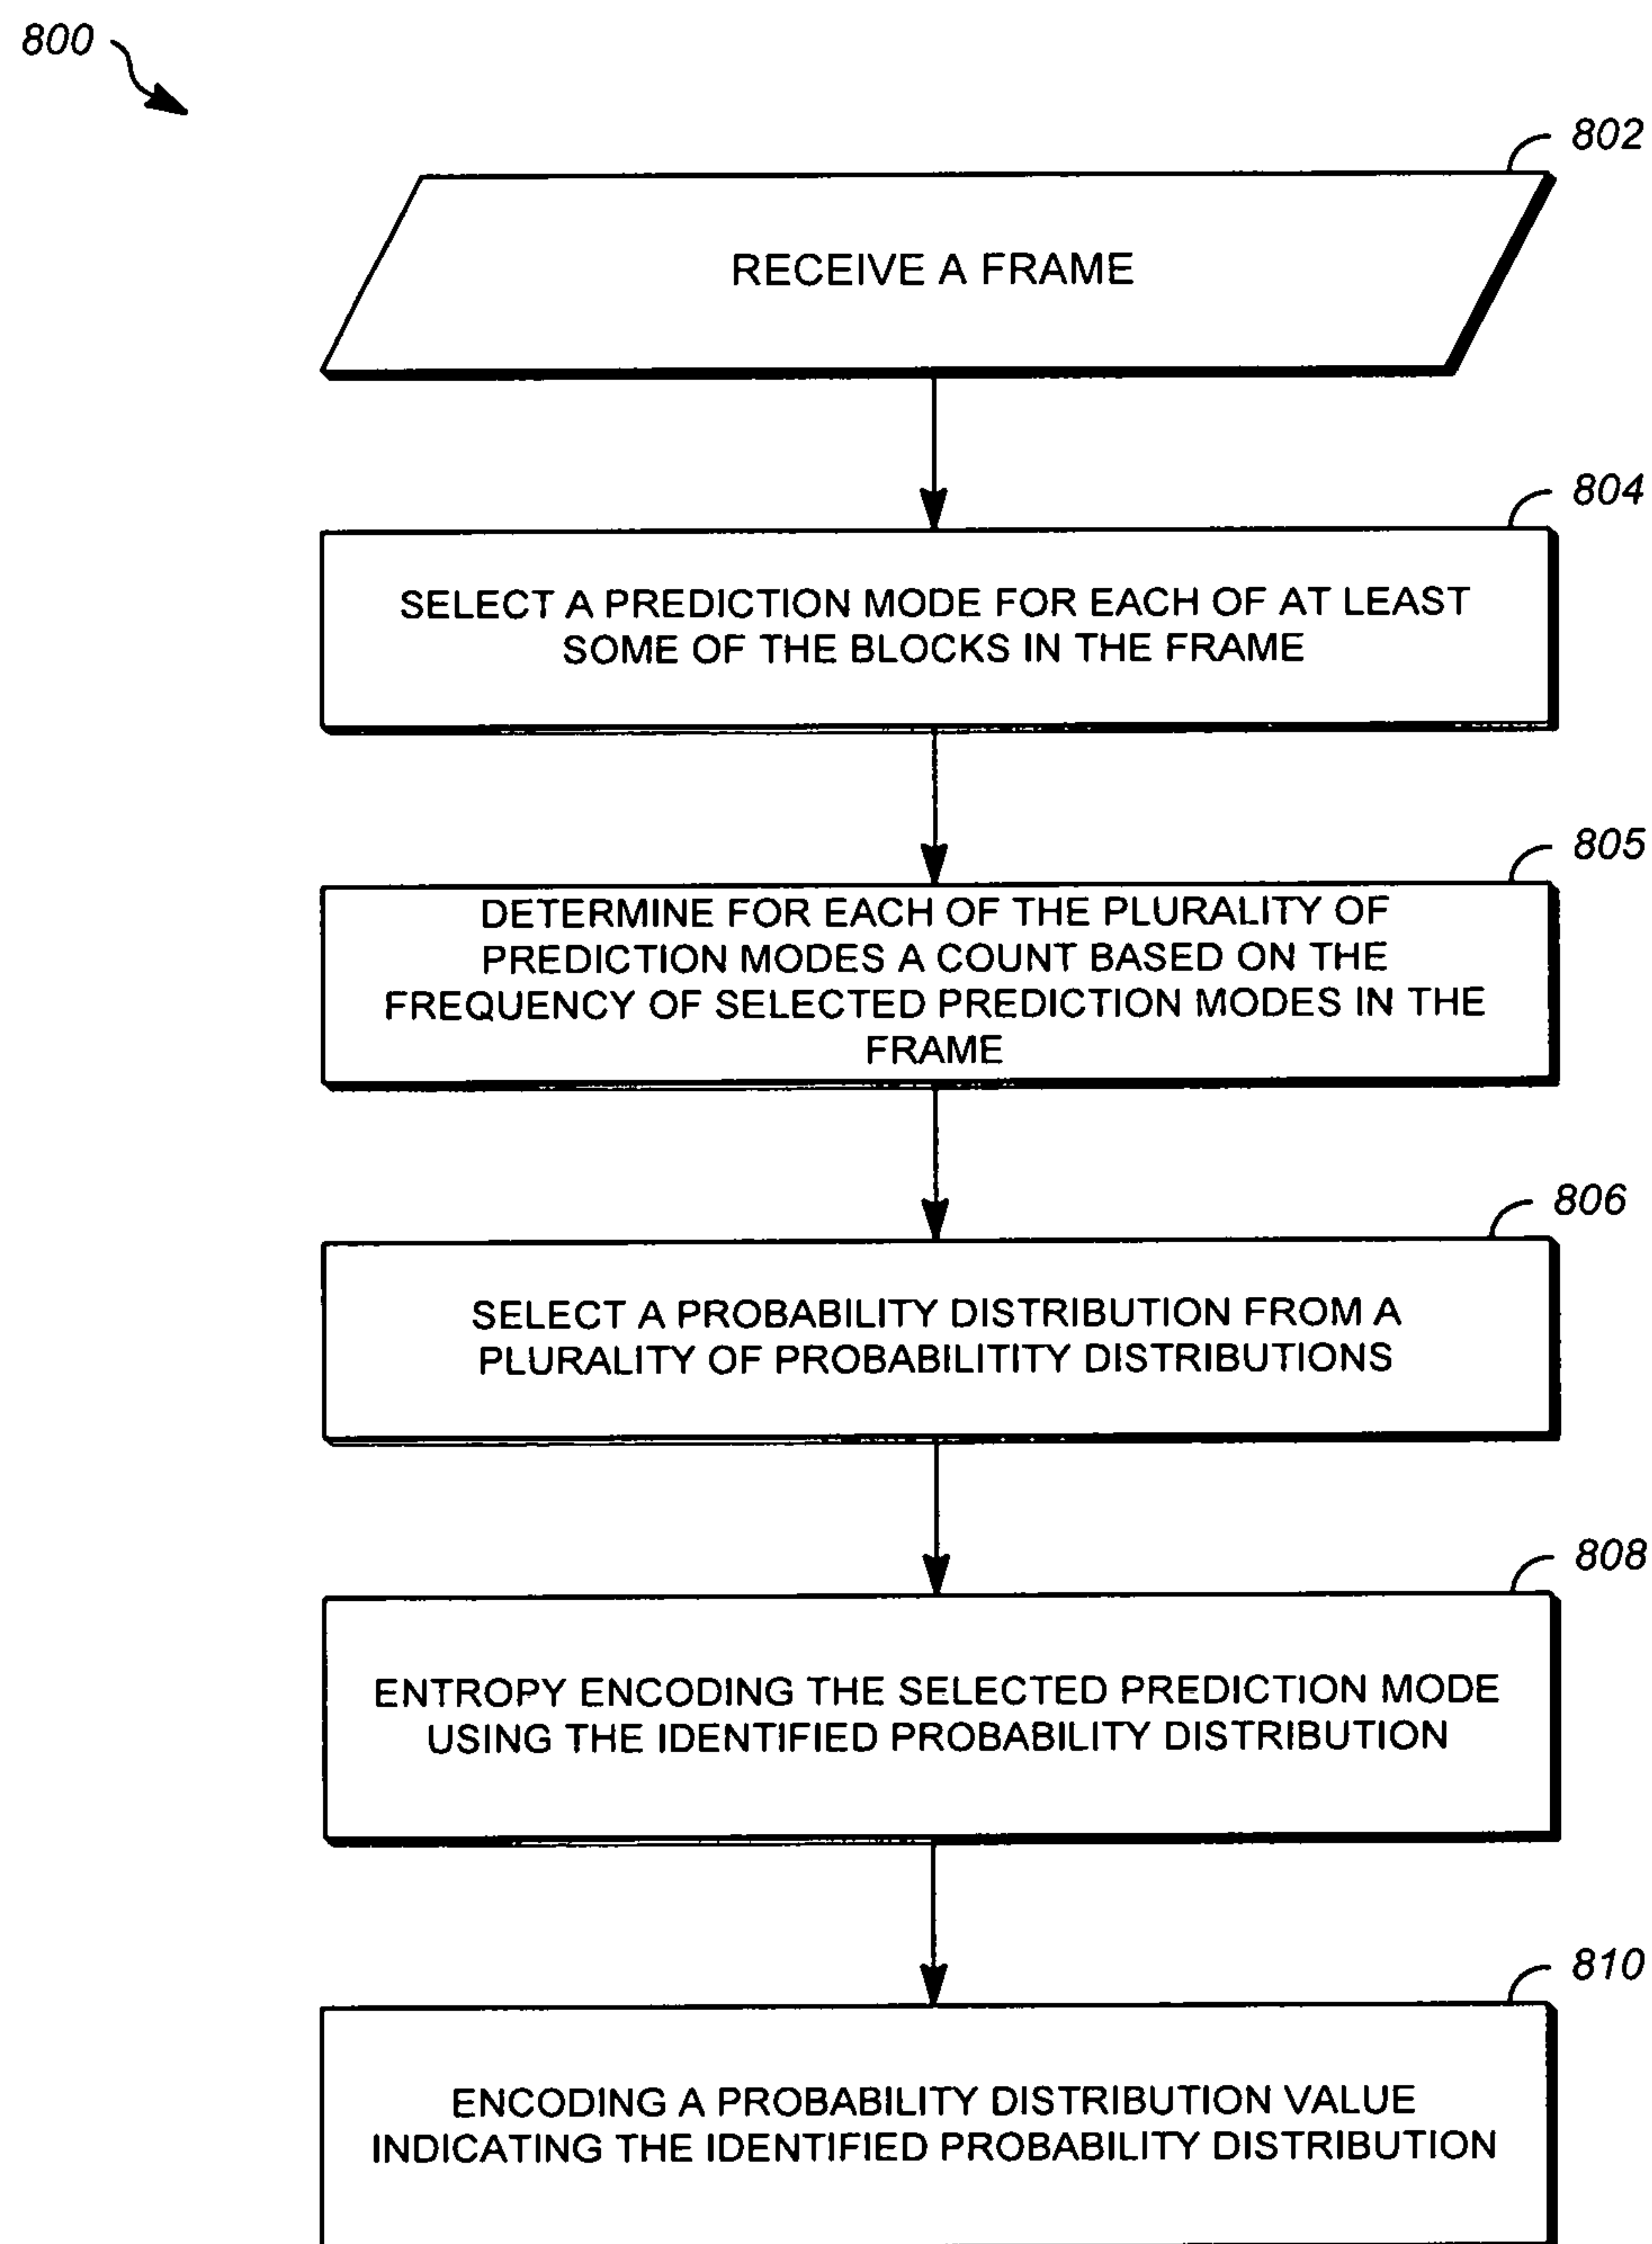 800
802
RECEIVE A FRAME
804
SELECT A PREDICTION MODE FOR EACH OF AT LEAST
SOME OF THE BLOCKS IN THE FRAME
805
DETERMINE FOR EACH OF THE PLURALITY OF
PREDICTION MODES A COUNT BASED ON THE
FREQUENCY OF SELECTED PREDICTION MODES IN THE
FRAME
806
SELECT A PROBABILITY DISTRIBUTION FROM A
PLURALITY OF PROBABILITITY DISTRIBUTIONS
808
ENTROPY ENCODING THE SELECTED PREDICTION MODE
USING THE IDENTIFIED PROBABILITY DISTRIBUTION
810
ENCODING A PROBABILITY DISTRIBUTION VALUE
INDICATING THE IDENTIFIED PROBABILITY DISTRIBUTION